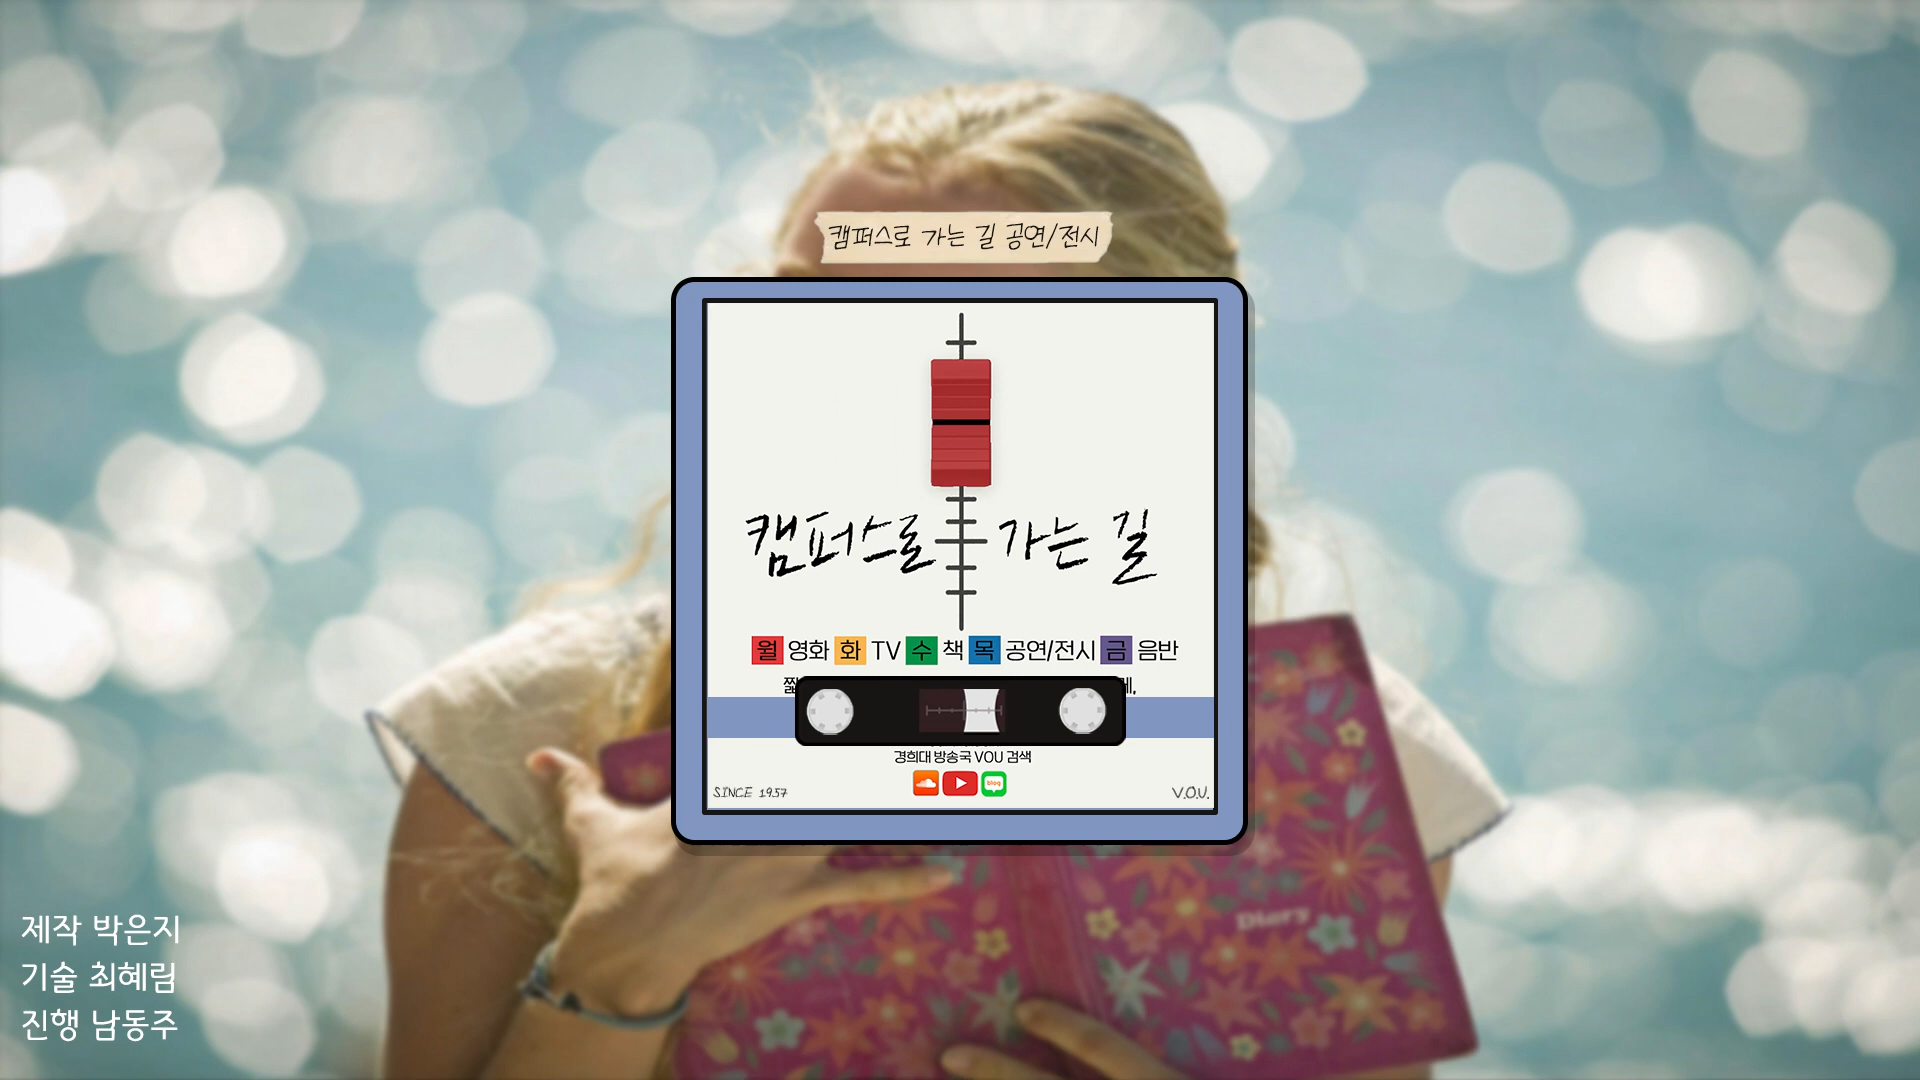 캠퍼스로 가는 길 공연/전시
캠퍼스로 가는 길
월 영화 화 TV 수 책 목 공연/전시 금 음반
경희대 방송국 VOU 검색
blog
SINCE 1957
V.O.U.
Diary
제작 박은지
기술 최혜림
진행 남동주